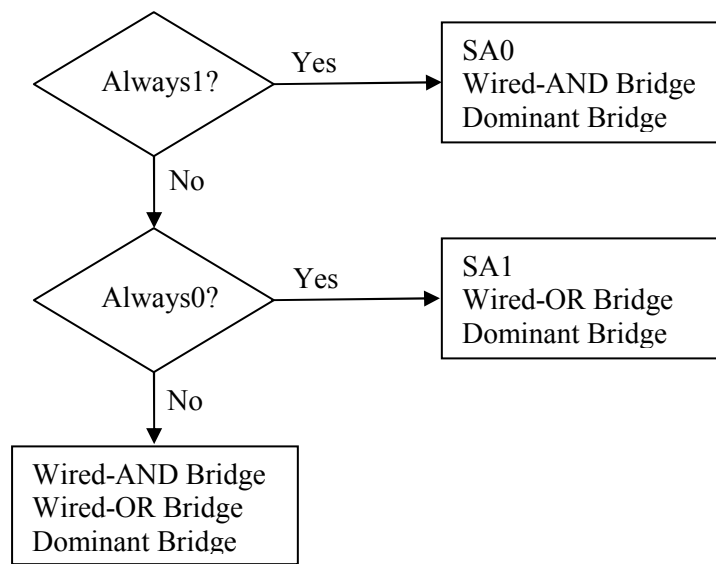 Always1?
Yes
SA0
Wired-AND Bridge
Dominant Bridge
No
Always0?
Yes
SA1
Wired-OR Bridge
Dominant Bridge
No
Wired-AND Bridge
Wired-OR Bridge
Dominant Bridge